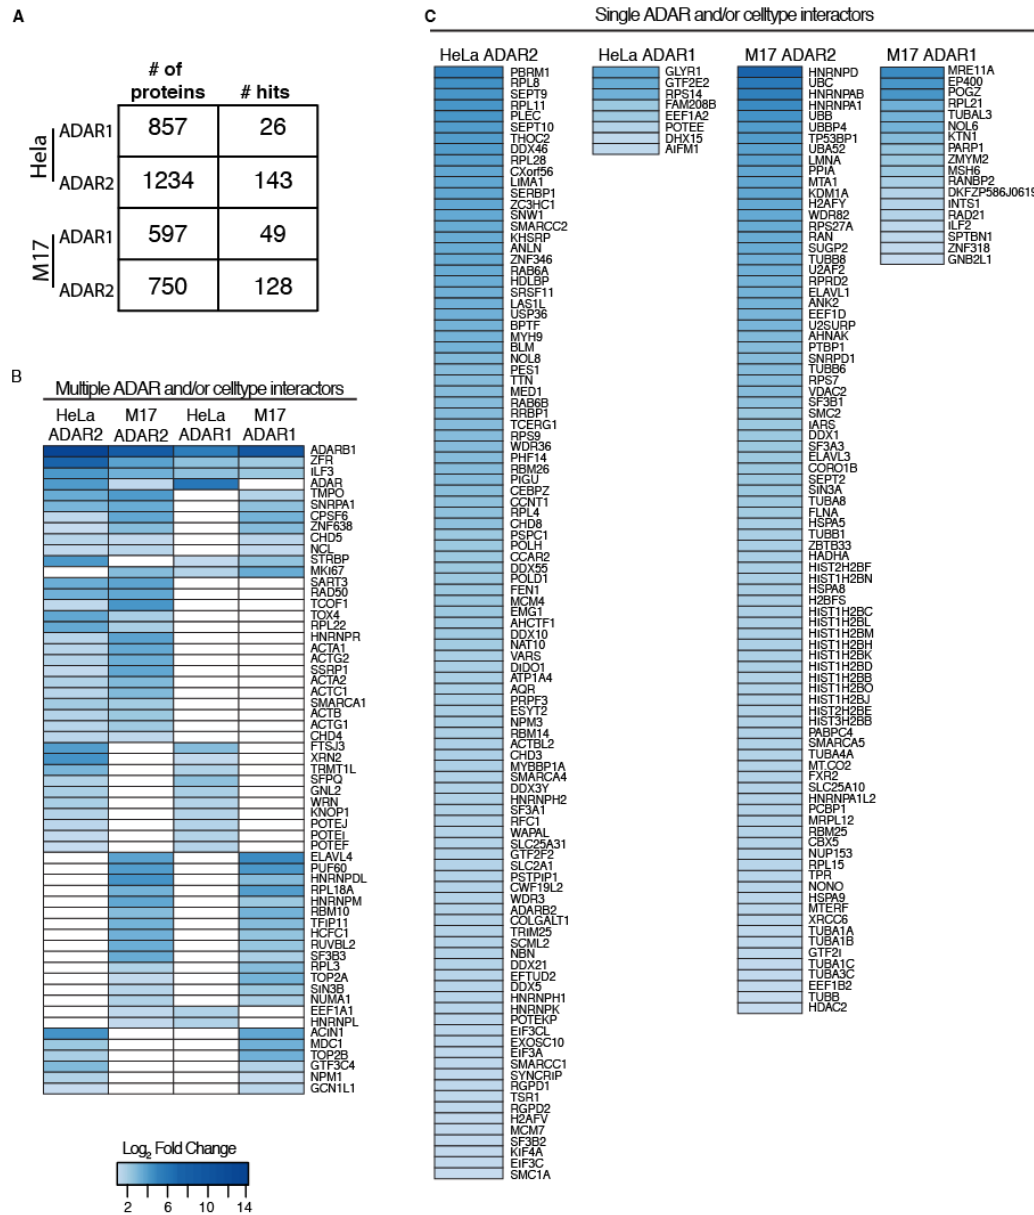 A
# of proteins # hits
Hela ADAR1 857 26
ADAR2 1234 143
M17 ADAR1 597 49
ADAR2 750 128
B
Multiple ADAR and/or celltype interactors
HeLa ADAR2 M17 ADAR2 HeLa ADAR1 M17 ADAR1
ADARB1
ZFR
iLF3
ADAR
TMPO
SNRPA1
CPSF6
ZNF638
CHD5
NCL
STRBP
MKi67
SART3
RAD50
TCOF1
TOX4
RPL22
HNRNPR
ACTA1
ACTG2
SSRP1
ACTA2
ACTC1
SMARCA1
ACTB
ACTG1
CHD4
FTSJ3
XRN2
TRMT1L
SFPQ
GNL2
WRN
KNOP1
POTEJ
POTEi
POTEF
ELAVL4
PUF60
HNRNPDL
RPL18A
HNRNPM
RBM10
TFiP11
HCFC1
RUVBL2
SF3B3
RPL3
TOP2A
SiN3B
NUMA1
EEF1A1
HNRNPL
ACiN1
MDC1
TOP2B
GTF3C4
NPM1
GCN1L1
Log2 Fold Change
2 6 10 14
C
Single ADAR and/or celltype interactors
HeLa ADAR2
PBRM1
RPL8
SEPT9
RPL11
PLEC
SEPT10
THOC2
DDX46
RPL28
CXorf56
LiMA1
SERBP1
ZC3HC1
SNW1
SMARCC2
KHSRP
ANLN
ZNF346
RAB6A
HDLBP
SRSF11
LAS1L
USP36
BPTF
MYH9
BLM
NOL8
PES1
TTN
MED1
RAB6B
RRBP1
TCERG1
RPS9
WDR36
PHF14
RBM26
PIGU
CEBPZ
CCNT1
RPL4
CHD8
PSPC1
POLH
CCAR2
DDX55
POLD1
FEN1
MCM4
EMG1
AHCTF1
DDX10
NAT10
VARS
DiDO1
ATP1A4
AQR
PRPF3
ESYT2
NPM3
RBM14
ACTBL2
CHD3
MYBBP1A
SMARCA4
DDX3Y
HNRNPH2
SF3A1
RFC1
WAPAL
SLC25A31
GTF2F2
SLC2A1
PSTPiP1
CWF19L2
WDR3
ADARB2
COLGALT1
TRiM25
SCML2
NBN
DDX21
EFTUD2
DDX5
HNRNPH1
HNRNPK
POTEKP
EiF3CL
EXOSC10
EiF3A
SMARCC1
SYNCRiP
RGPD1
TSR1
RGPD2
H2AFV
MCM7
SF3B2
KiF4A
EiF3C
SMC1A
HeLa ADAR1
GLYR1
GTF2E2
RPS14
FAM208B
EEF1A2
POTEE
DHX15
AiFM1
M17 ADAR2
HNRNPD
UBC
HNRNPAB
HNRNPA1
UBB
UBBP4
TP53BP1
UBA52
LMNA
PPiA
MTA1
KDM1A
H2AFY
WDR82
RPS27A
RAN
SUGP2
TUBB8
U2AF2
RPRD2
ELAVL1
ANK2
EEF1D
U2SURP
AHNAK
PTBP1
SNRPD1
TUBB6
RPS7
VDAC2
SF3B1
SMC2
iARS
DDX1
SF3A3
ELAVL3
CORO1B
SEPT2
SiN3A
TUBA8
FLNA
HSPA5
TUBB1
ZBTB33
HADHA
HiST2H2BF
HiST1H2BN
HSPA8
H2BFS
HiST1H2BC
HiST1H2BL
HiST1H2BM
HiST1H2BH
HiST1H2BK
HiST1H2BD
HiST1H2BB
HiST1H2BO
HiST1H2BJ
HiST2H2BE
HiST3H2BB
PABPC4
SMARCA5
TUBA4A
MT.CO2
FXR2
SLC25A10
HNRNPA1L2
PCBP1
MRPL12
RBM25
CBX5
NUP153
RPL15
TPR
NONO
HSPA9
MTERF
XRCC6
TUBA1A
TUBA1B
GTF2i
TUBA1C
TUBA3C
EEF1B2
TUBB
HDAC2
M17 ADAR1
MRE11A
EP400
POGZ
RPL21
TUBAL3
NOL6
KTN1
PARP1
ZMYM2
MSH6
RANBP2
DKFZP586J0619
iNTS1
RAD21
iLF2
SPTBN1
ZNF318
GNB2L1